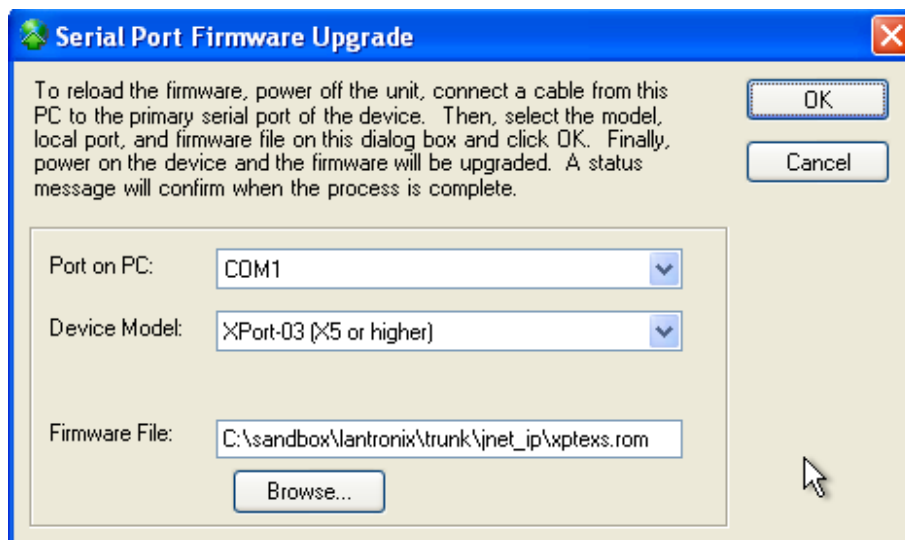 Serial Port Firmware Upgrade
To reload the firmware, power off the unit, connect a cable from this
PC to the primary serial port of the device. Then, select the model,
local port, and firmware file on this dialog box and click OK. Finally,
power on the device and the firmware will be upgraded. A status
message will confirm when the process is complete.
OK
Cancel
Port on PC: COM1
Device Model: XPort-03 (X5 or higher)
Firmware File: C:\sandbox\lantronix\trunk\jnet_ip\xptexs.rom
Browse...